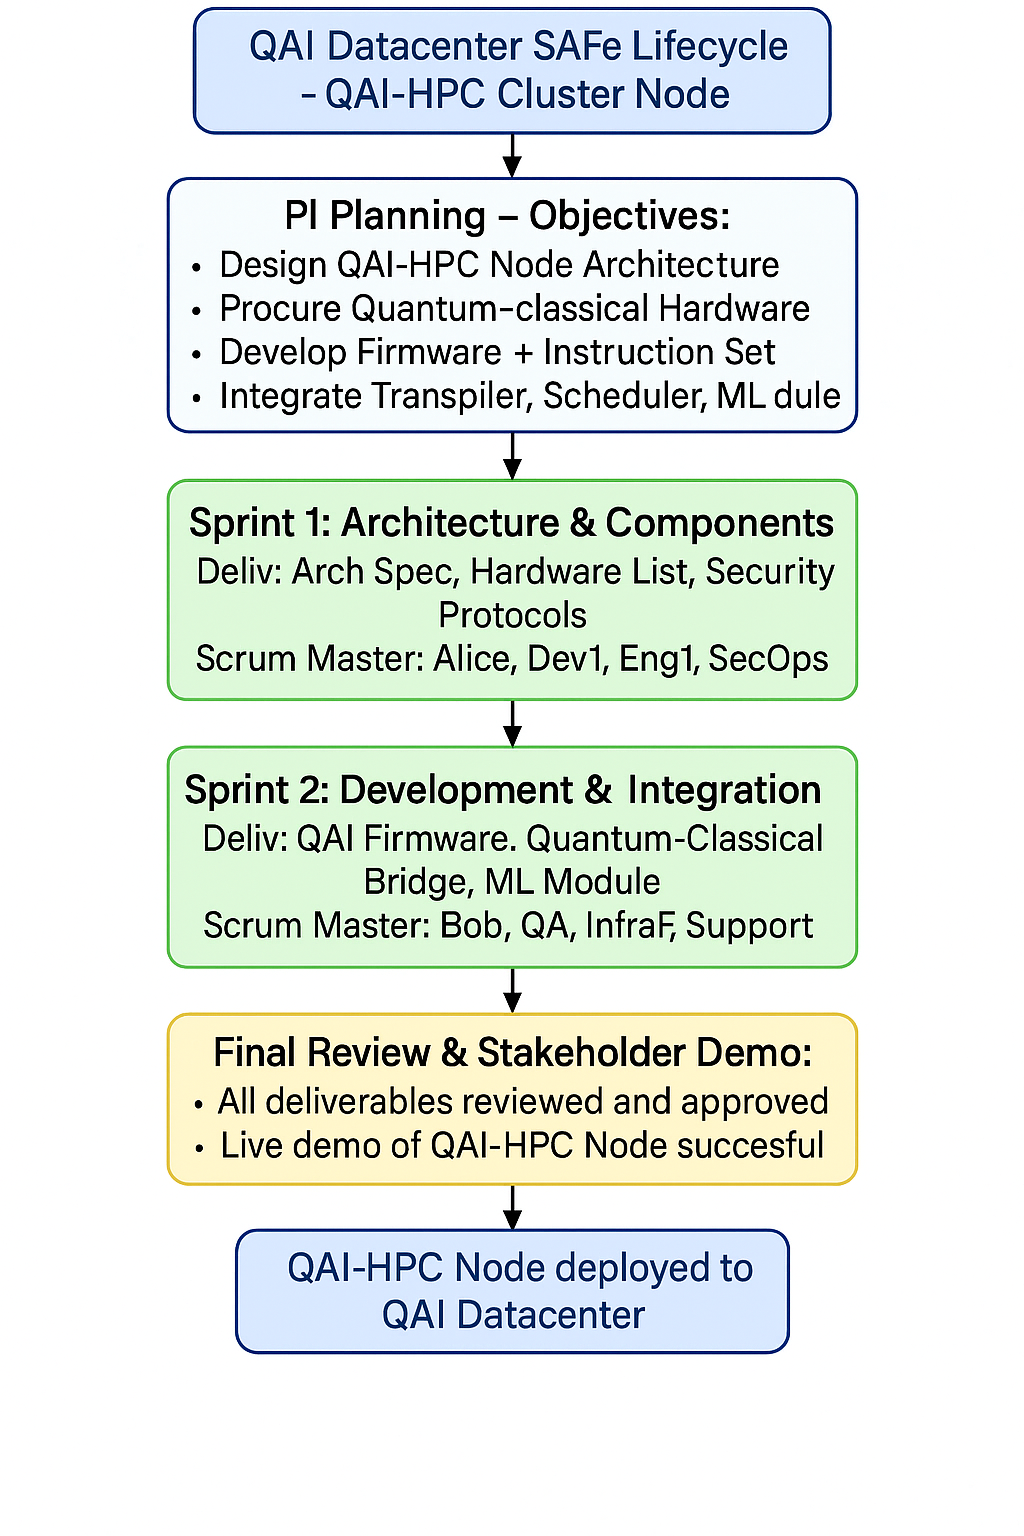 QAI Datacenter SAFe Lifecycle
– QAI-HPC Cluster Node
PI Planning – Objectives:
• Design QAI-HPC Node Architecture
• Procure Quantum–classical Hardware
• Develop Firmware + Instruction Set
• Integrate Transpiler, Scheduler, ML dule
Sprint 1: Architecture & Components
Deliv: Arch Spec, Hardware List, Security
Protocols
Scrum Master: Alice, Dev1, Eng1, SecOps
Sprint 2: Development & Integration
Deliv: QAI Firmware. Quantum-Classical
Bridge, ML Module
Scrum Master: Bob, QA, InfraF, Support
Final Review & Stakeholder Demo:
• All deliverables reviewed and approved
• Live demo of QAI-HPC Node succesful
QAI-HPC Node deployed to
QAI Datacenter